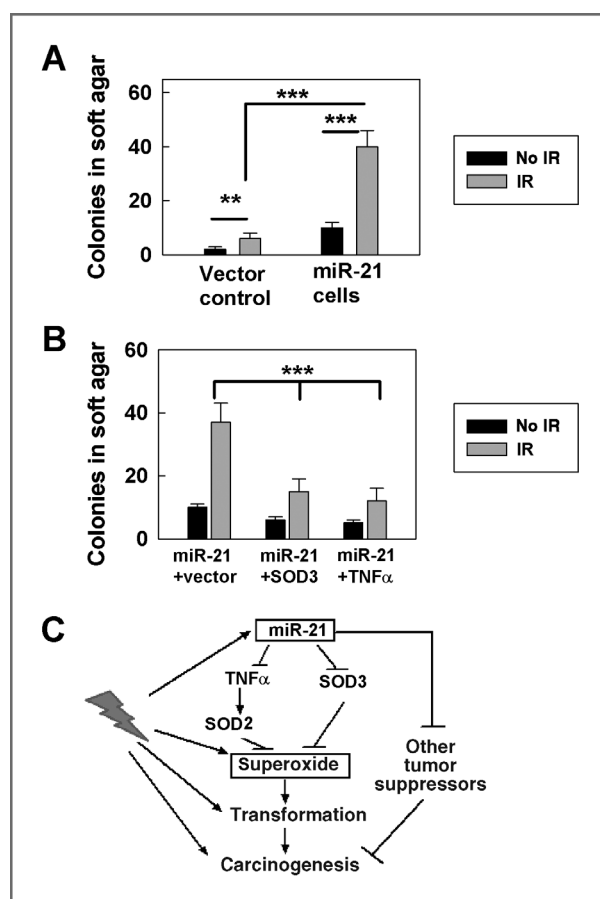 A
Colonies in soft agar
60
40
20
0
***
***
**
Vector
control
miR-21
cells
No IR
IR
B
Colonies in soft agar
60
40
20
0
***
miR-21
+vector
miR-21
+SOD3
miR-21
+TNFα
No IR
IR
C
miR-21
TNFα
SOD3
SOD2
Superoxide
Other
tumor
suppressors
Transformation
Carcinogenesis